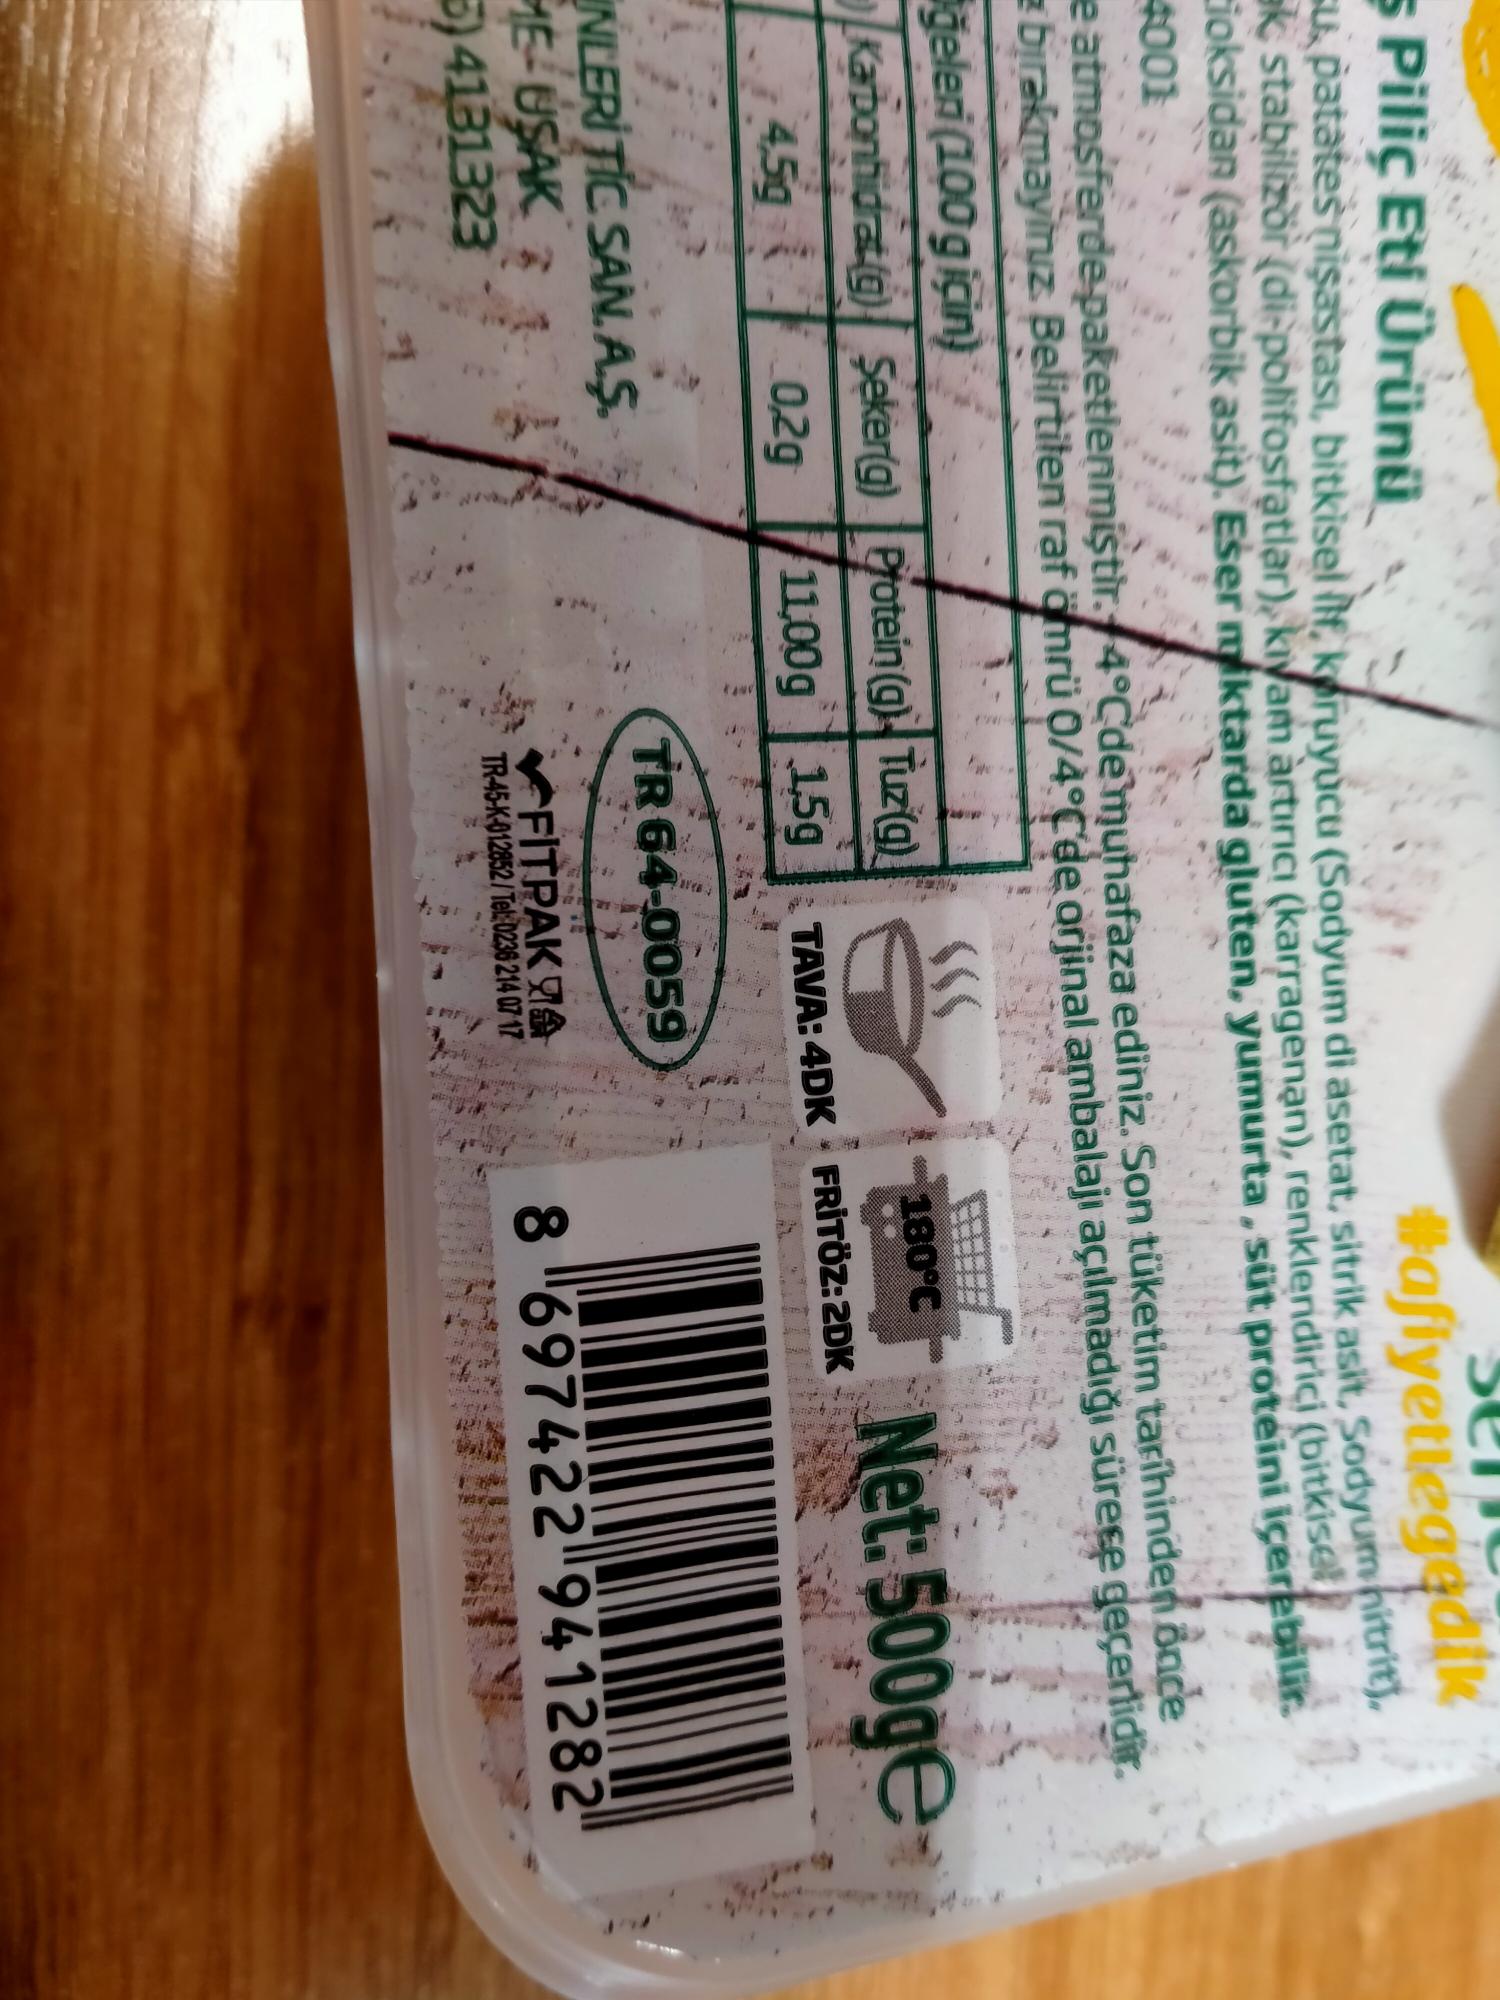 Piliç Eti Ürünü
su, patates nişastası, bitkisel lif, koruyucu (Sodyum di asetat, sitrik asit, Sodyum nitrit),
stabilizör (di-polifosfatlar), kıvam artırıcı (karragenan), renklendirici (bitkisel
(askorbik asit). Eser miktarda gluten, yumurta, süt proteini içerebilir.
4001
atmosferde paketlenmiştir. 4°C'de muhafaza ediniz. Son tüketim tarihinden önce
bırakmayınız. Belirtilen raf ömrü 0/4°C'de orjinal ambalajı açılmadığı sürece geçerlidir.
öğeleri (100 g için)
Karbonhidrat (g) Şeker(g) Protein (g) Tuz(g)
4,5g 0,2g 11,00g 1,5g
TİC. SAN. A.Ş.
UŞAK
4131323
TR 64-0059
FİTPAK
TR-45-K-012852 / Tel: 0236 214 07 17
TAVA: 4DK
180°C
FRİTÖZ: 2DK
Net: 500g e
8 697422 941282
#afiyetlegedik